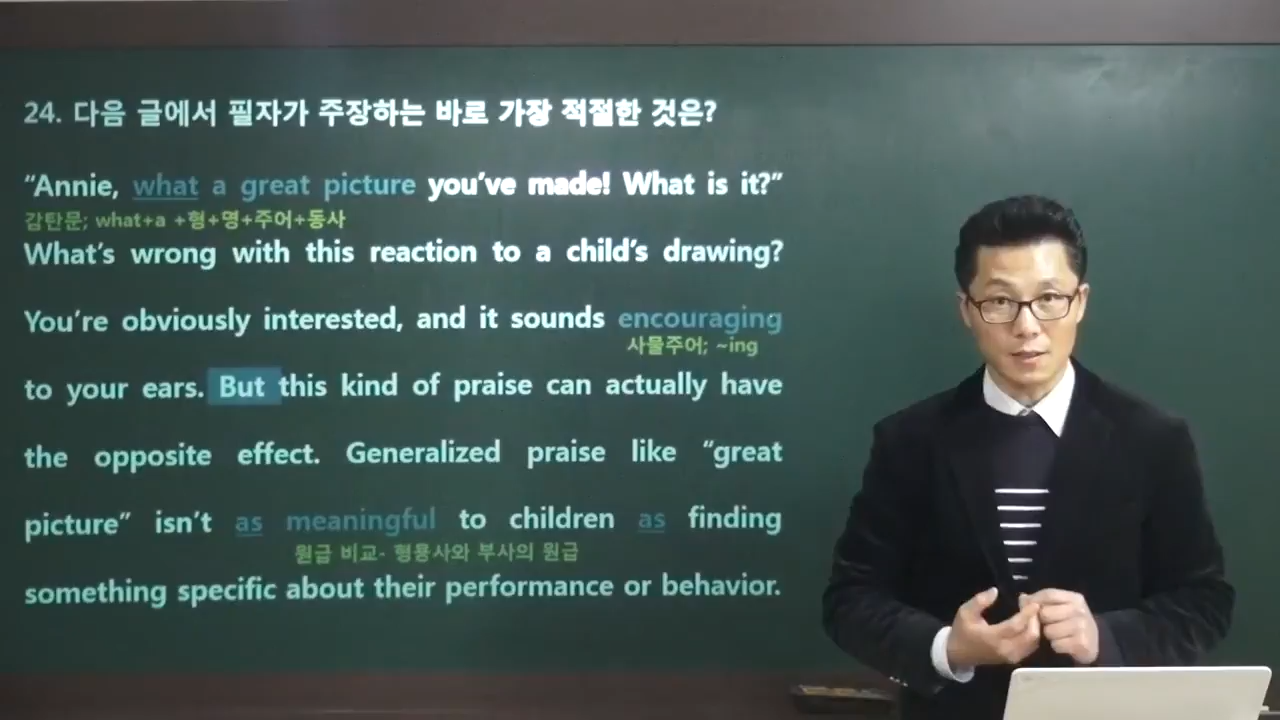 24. 다음 글에서 필자가 주장하는 바로 가장 적절한 것은?
“Annie, what a great picture you’ve made! What is it?”
감탄문; what+a +형+명+주어+동사
What’s wrong with this reaction to a child’s drawing?
You’re obviously interested, and it sounds encouraging
사물주어; ~ing
to your ears. But this kind of praise can actually have
the opposite effect. Generalized praise like “great
picture” isn’t as meaningful to children as finding
원급 비교- 형용사와 부사의 원급
something specific about their performance or behavior.